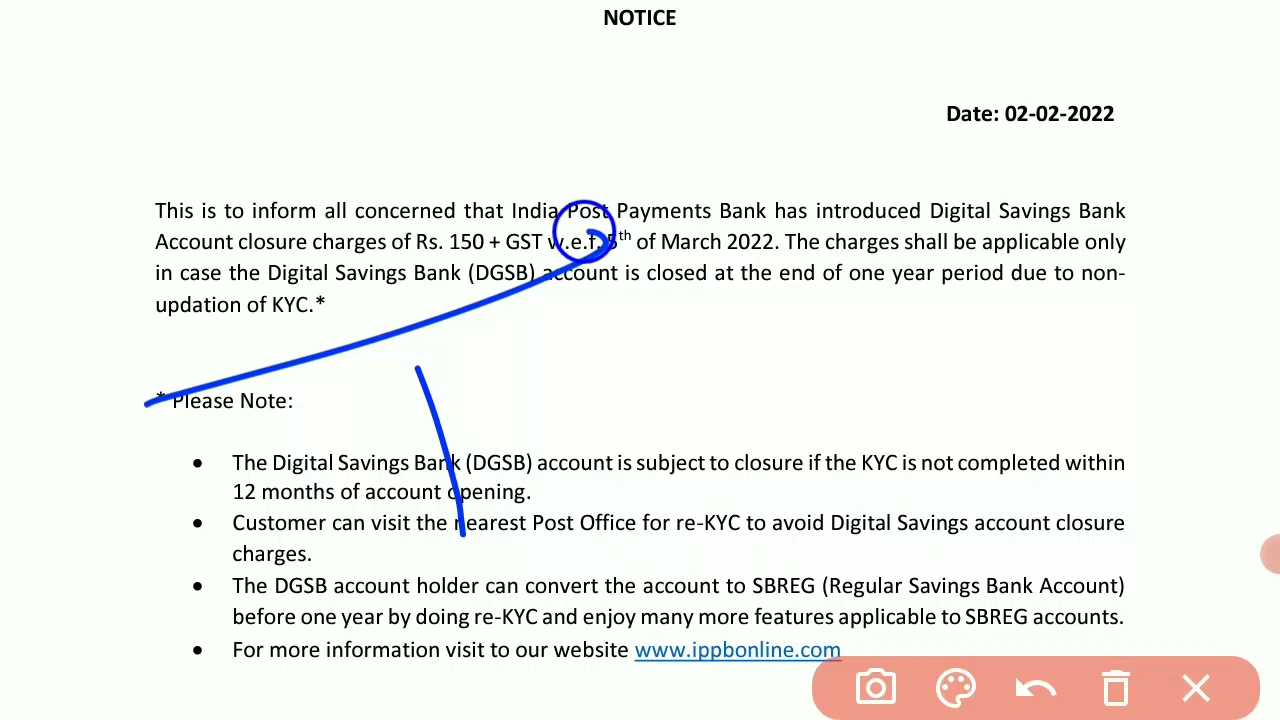 NOTICE
Date: 02-02-2022
This is to inform all concerned that India Post Payments Bank has introduced Digital Savings Bank
Account closure charges of Rs. 150 + GST w.e.f. 5th of March 2022. The charges shall be applicable only
in case the Digital Savings Bank (DGSB) account is closed at the end of one year period due to non-
updation of KYC.*
* Please Note:
• The Digital Savings Bank (DGSB) account is subject to closure if the KYC is not completed within
12 months of account opening.
• Customer can visit the nearest Post Office for re-KYC to avoid Digital Savings account closure
charges.
• The DGSB account holder can convert the account to SBREG (Regular Savings Bank Account)
before one year by doing re-KYC and enjoy many more features applicable to SBREG accounts.
• For more information visit to our website www.ippbonline.com